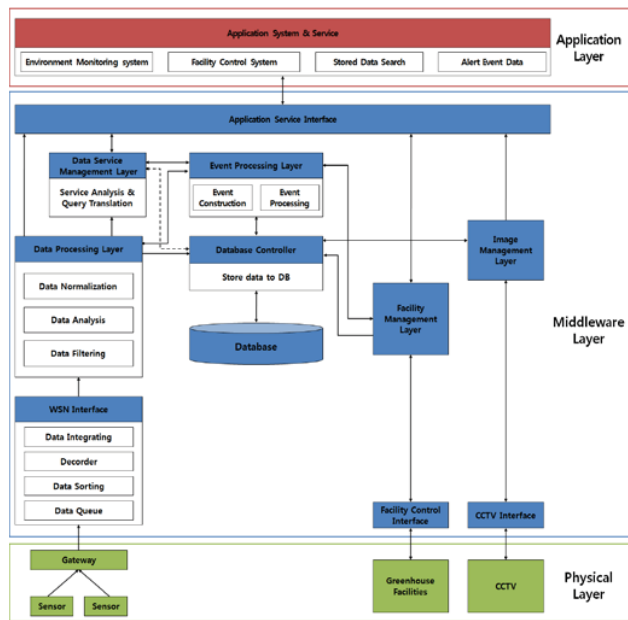 Application System & Service
Environment Monitoring system
Facility Control System
Stored Data Search
Alert Event Data
Application
Layer
Application Service Interface
Data Service
Management Layer
Service Analysis &
Query Translation
Event Processing Layer
Event
Construction
Event
Processing
Data Processing Layer
Data Normalization
Data Analysis
Data Filtering
Database Controller
Store data to DB
Database
Image
Management
Layer
Facility
Management
Layer
Middleware
Layer
WSN Interface
Data Integrating
Decorder
Data Sorting
Data Queue
Facility Control
Interface
CCTV Interface
Gateway
Sensor
Sensor
Greenhouse
Facilities
CCTV
Physical
Layer